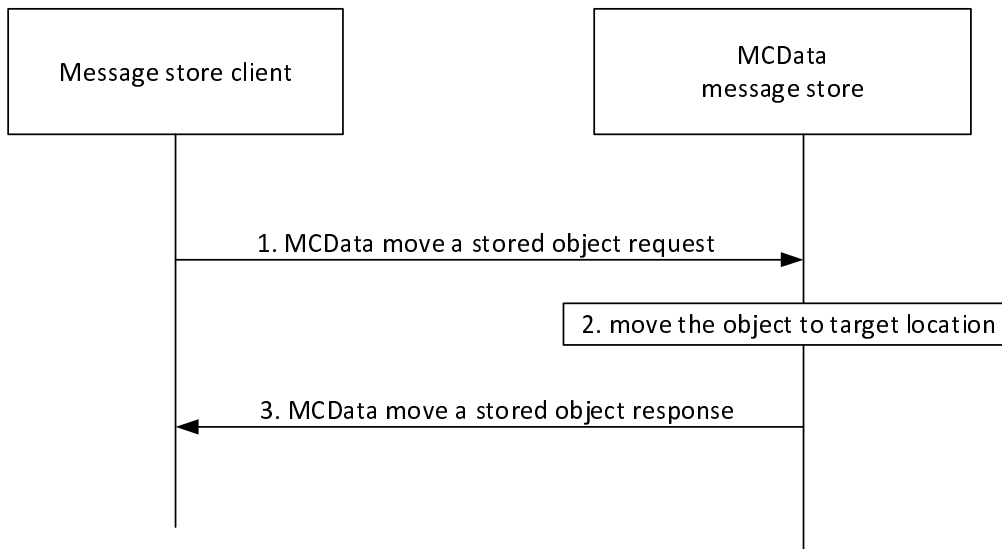 Message store client
MCData
message store
1. MCData move a stored object request
2. move the object to target location
3. MCData move a stored object response